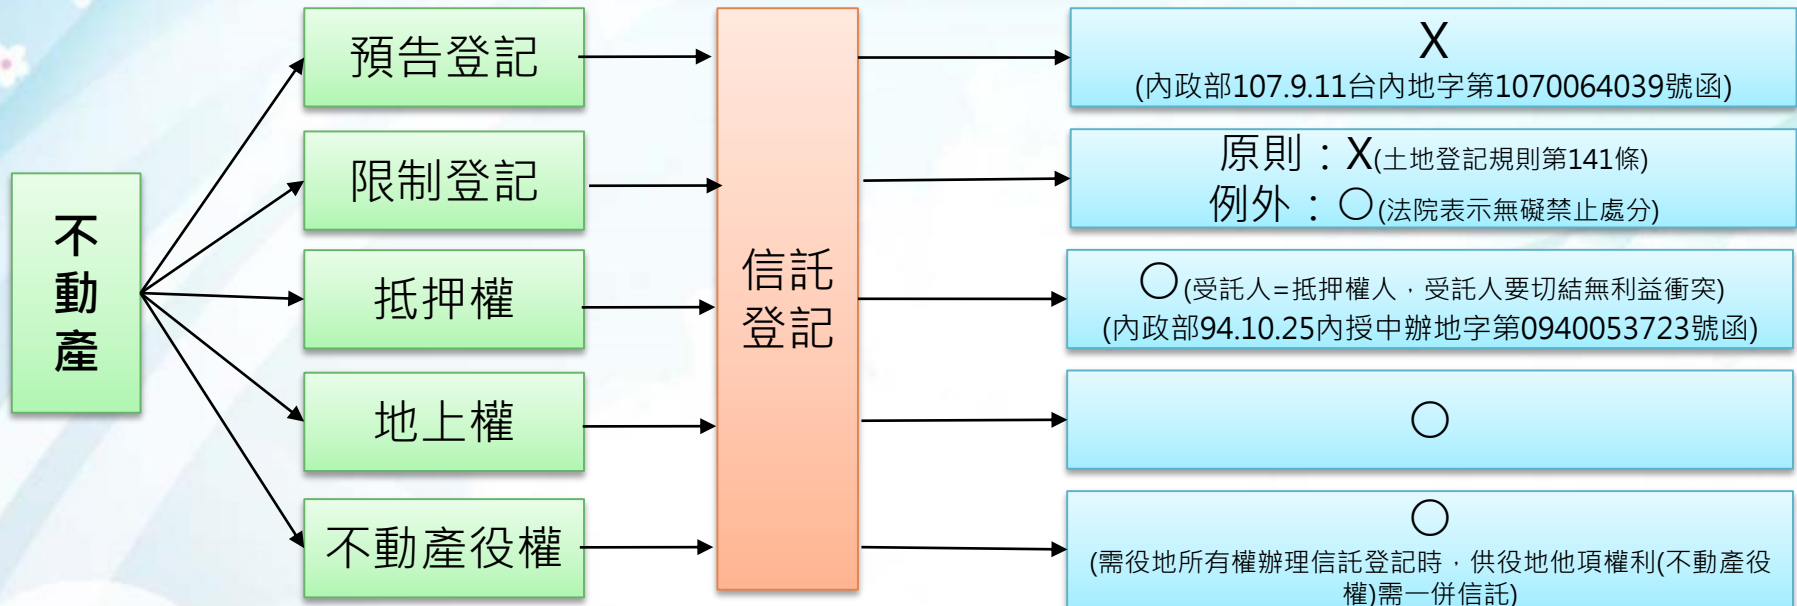 不動產
預告登記
限制登記
抵押權
地上權
不動產役權
信託
登記
X
(內政部107.9.11台內地字第1070064039號函)
原則：X(土地登記規則第141條)
例外：○(法院表示無礙禁止處分)
○(受託人=抵押權人，受託人要切結無利益衝突)
(內政部94.10.25內授中辦地字第0940053723號函)
○
○
(需役地所有權辦理信託登記時，供役地他項權利(不動產役
權)需一併信託)